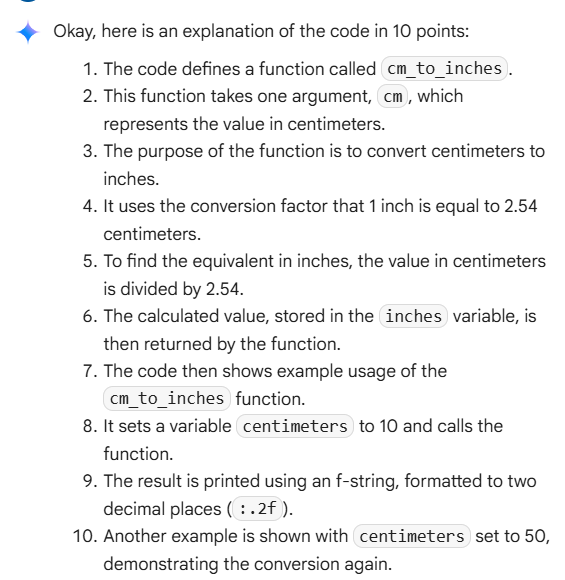 Okay, here is an explanation of the code in 10 points:
1. The code defines a function called cm_to_inches.
2. This function takes one argument, cm, which
represents the value in centimeters.
3. The purpose of the function is to convert centimeters to
inches.
4. It uses the conversion factor that 1 inch is equal to 2.54
centimeters.
5. To find the equivalent in inches, the value in centimeters
is divided by 2.54.
6. The calculated value, stored in the inches variable, is
then returned by the function.
7. The code then shows example usage of the
cm_to_inches function.
8. It sets a variable centimeters to 10 and calls the
function.
9. The result is printed using an f-string, formatted to two
decimal places (:.2f).
10. Another example is shown with centimeters set to 50,
demonstrating the conversion again.